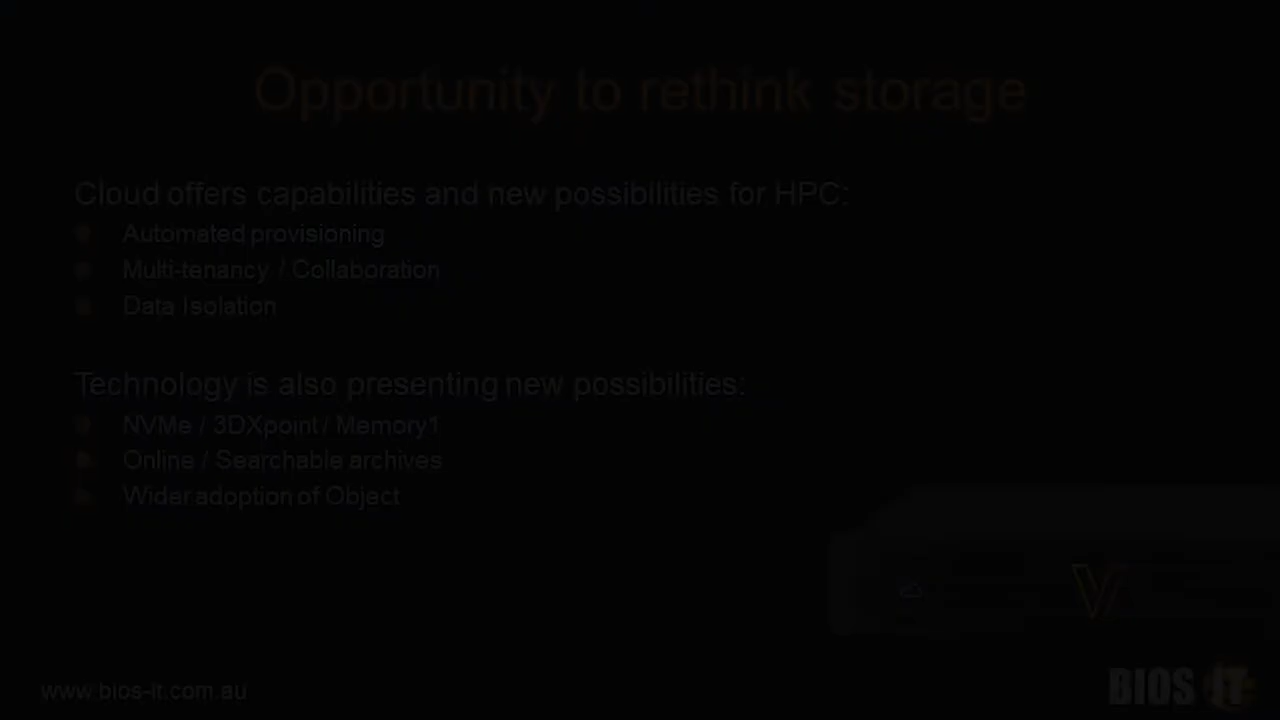 Opportunity to rethink storage
Cloud offers capabilities and new possibilities for HPC:
Automated provisioning
Multi-tenancy / Collaboration
Data Isolation
Technology is also presenting new possibilities:
NVMe / 3DXpoint / Memory1
Online / Searchable archives
Wider adoption of Object
V
www.bios-it.com.au
BIOS IT